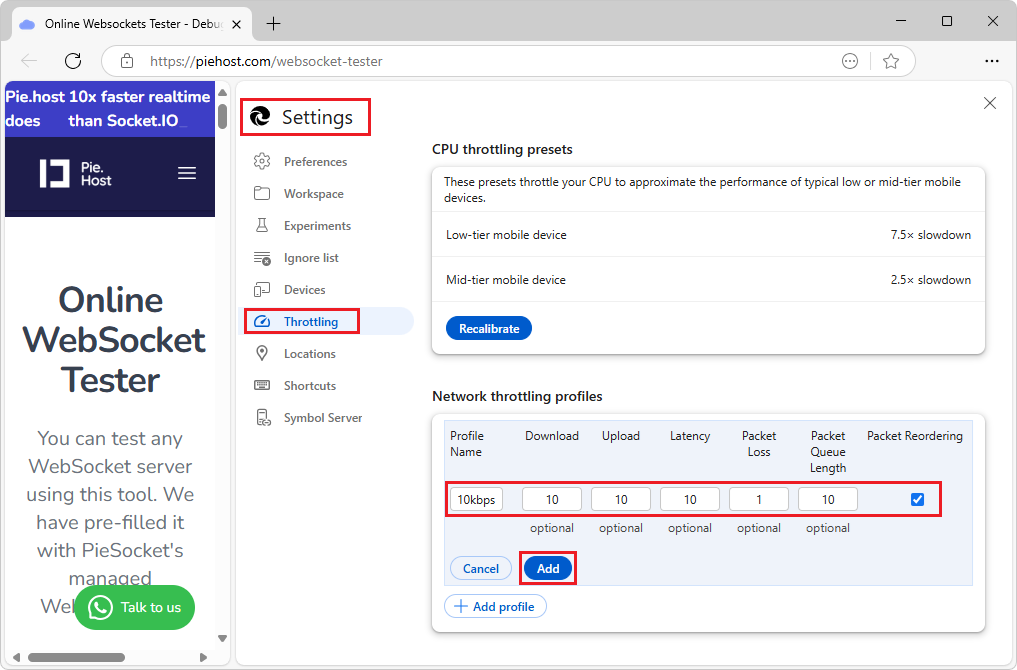 Online Websockets Tester - Debu
https://piehost.com/websocket-tester
Pie.host 10x faster realtime
does than Socket.IO_
Pie.
Host
Online
WebSocket
Tester
You can test any
WebSocket server
using this tool. We
have pre-filled it
with PieSocket's
managed
We
Talk to us
Settings
Preferences
Workspace
Experiments
Ignore list
Devices
Throttling
Locations
Shortcuts
Symbol Server
CPU throttling presets
These presets throttle your CPU to approximate the performance of typical low or mid-tier mobile
devices.
Low-tier mobile device 7.5× slowdown
Mid-tier mobile device 2.5× slowdown
Recalibrate
Network throttling profiles
Profile Download Upload Latency Packet Packet Packet Reordering
Name Loss Queue
Length
10kbps 10 10 10 1 10
optional optional optional optional optional
Cancel Add
Add profile